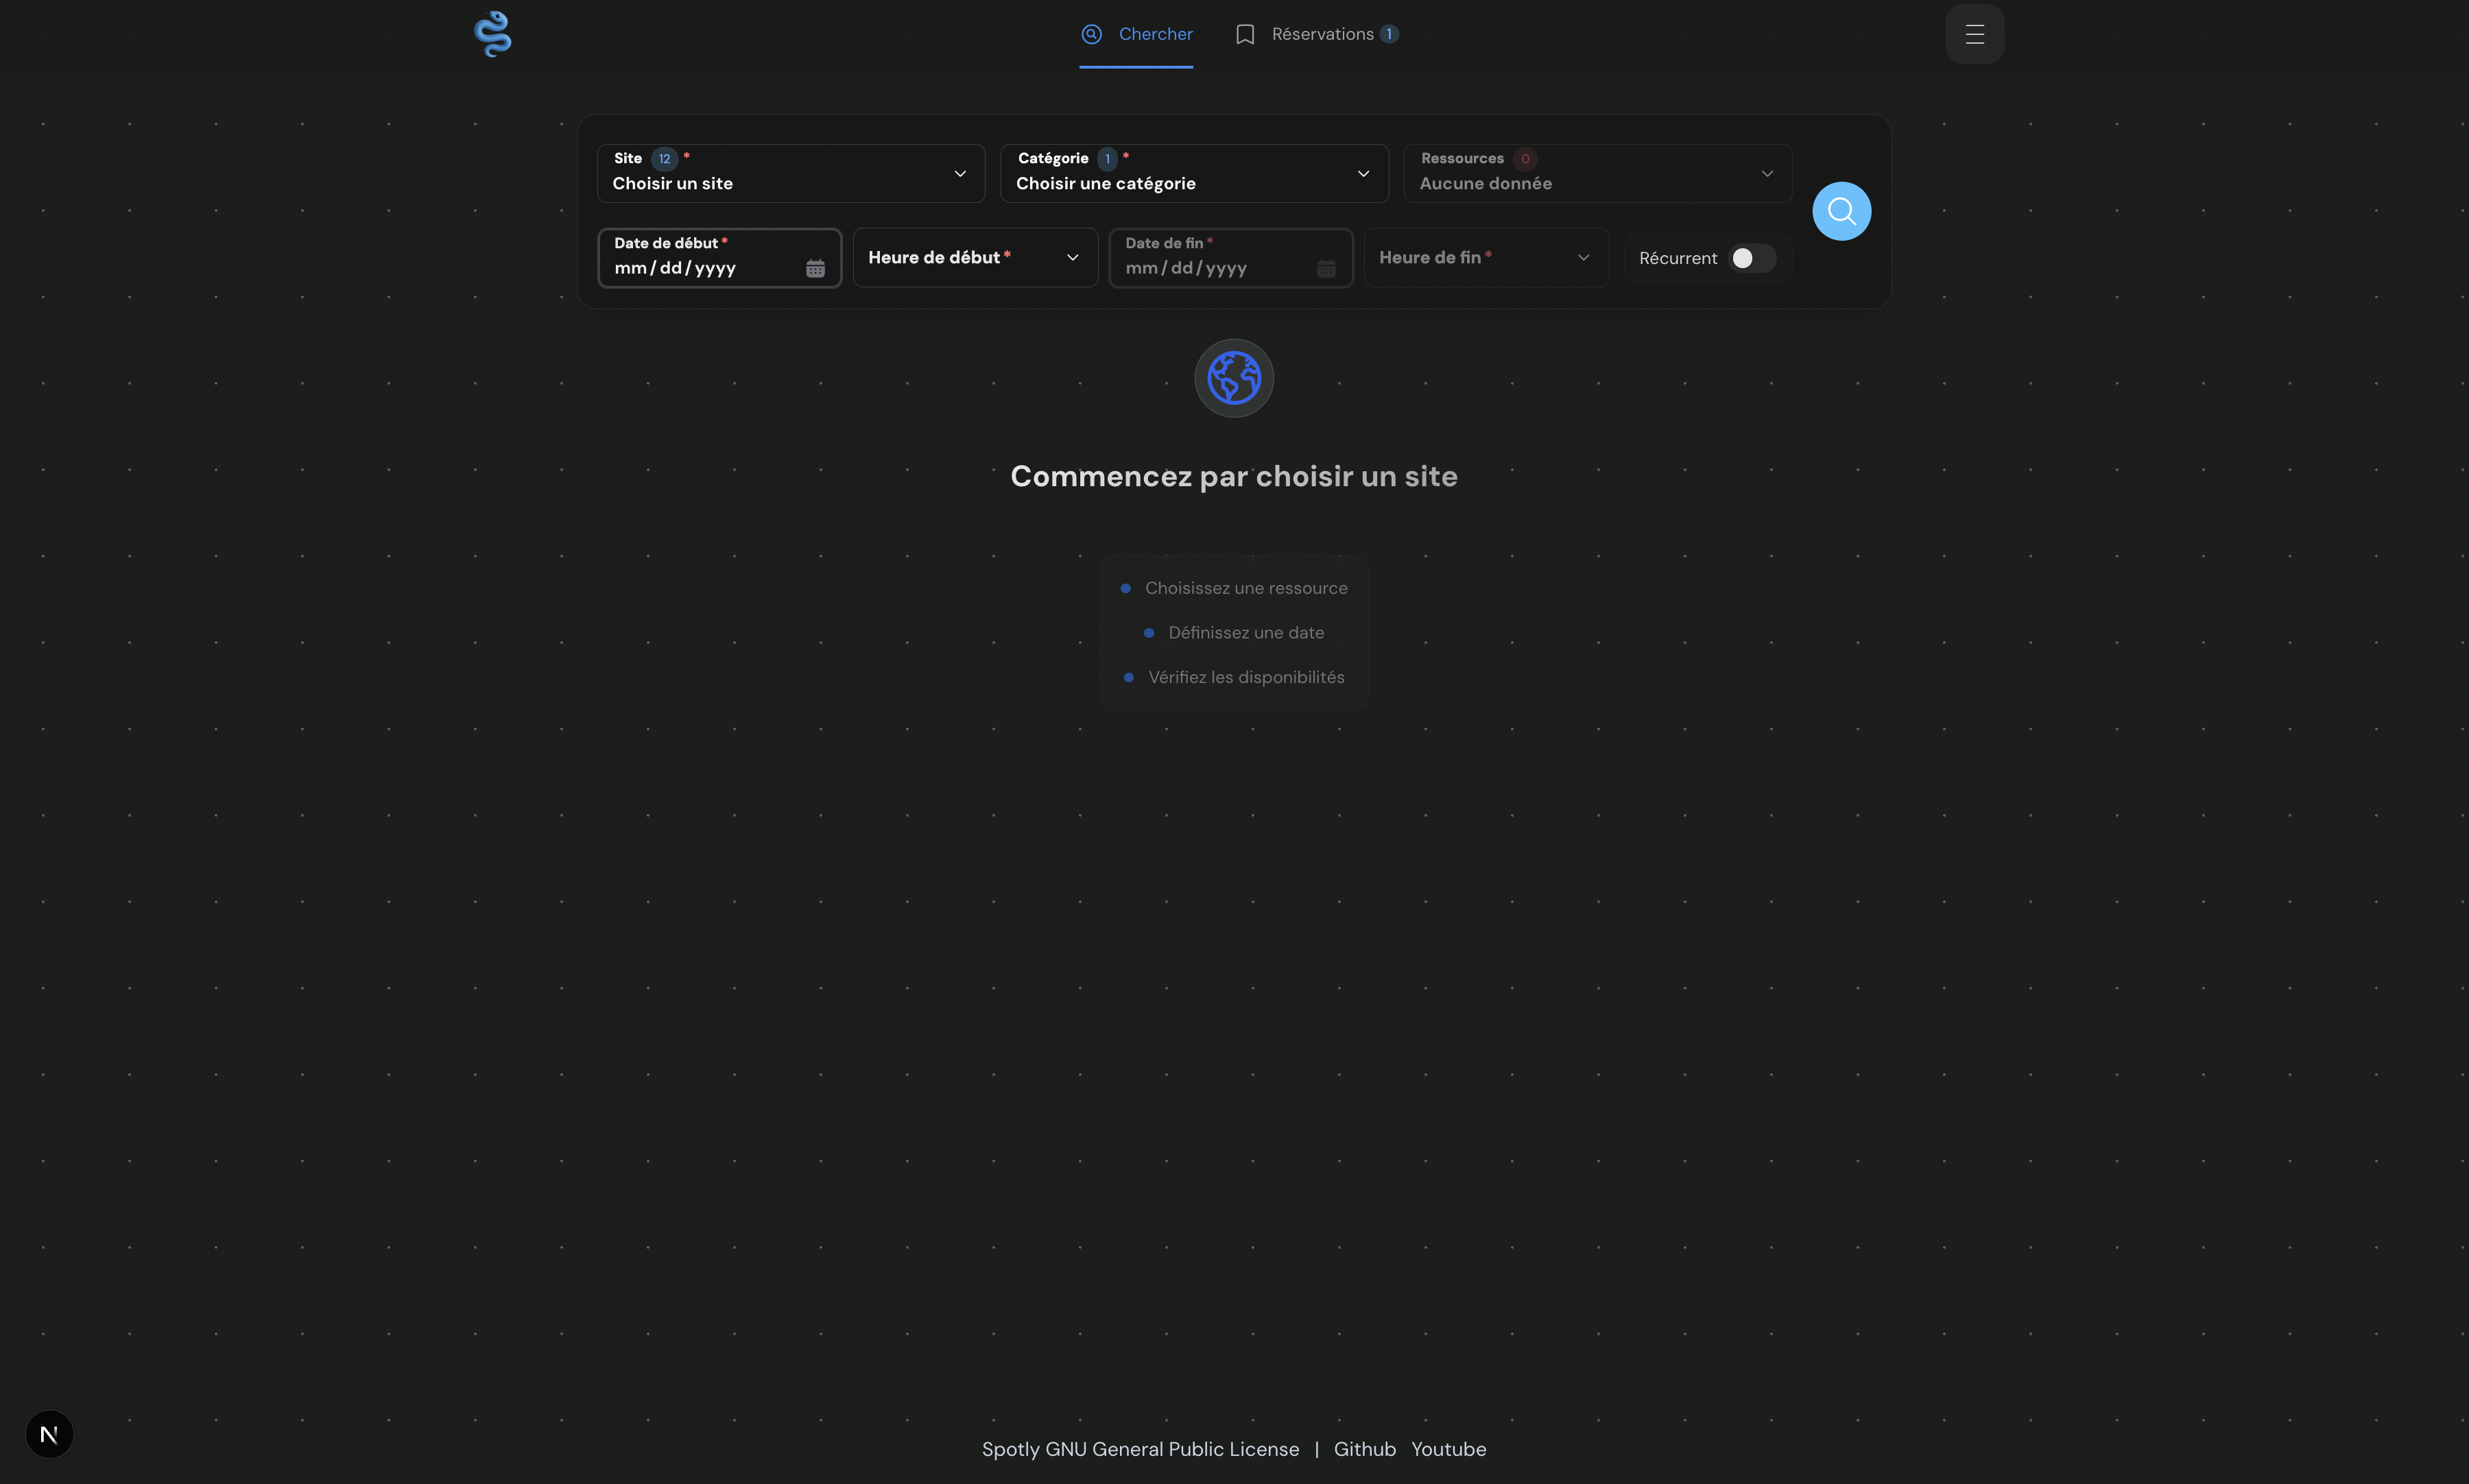 Chercher
Réservations 1
Site 12 *
Choisir un site
Catégorie 1 *
Choisir une catégorie
Ressources 0
Aucune donnée
Date de début *
mm/dd/yyyy
Heure de début *
Date de fin *
mm/dd/yyyy
Heure de fin *
Récurrent
Commencez par choisir un site
Choisissez une ressource
Définissez une date
Vérifiez les disponibilités
N
Spotly GNU General Public License | Github Youtube